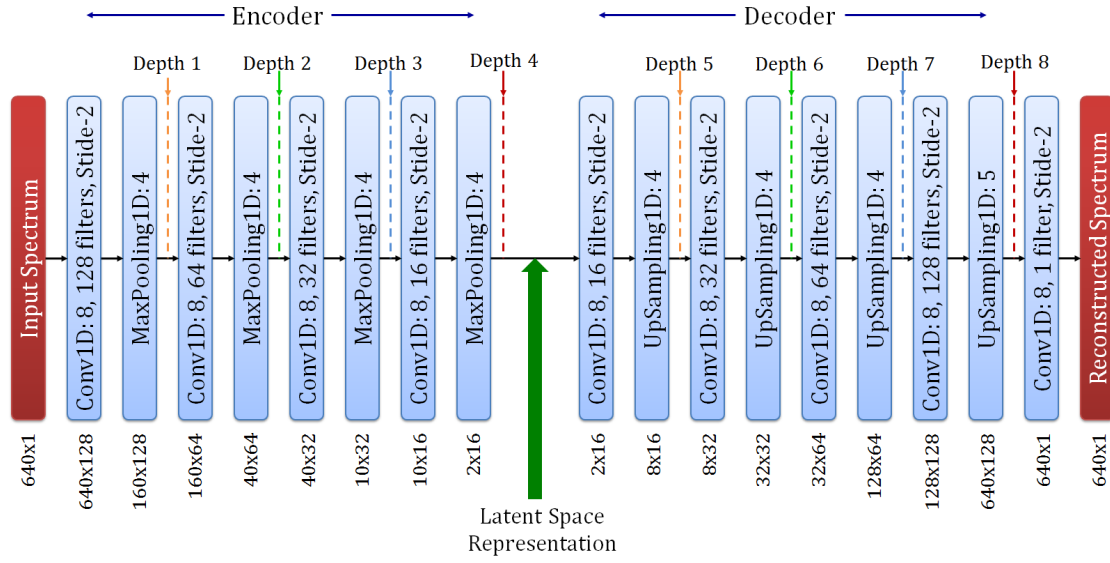 Encoder
Decoder
Depth 1
Depth 2
Depth 3
Depth 4
Depth 5
Depth 6
Depth 7
Depth 8
Input Spectrum
Conv1D: 8, 128 filters, Stide-2
MaxPooling1D: 4
Conv1D: 8, 64 filters, Stide-2
MaxPooling1D: 4
Conv1D: 8, 32 filters, Stide-2
MaxPooling1D: 4
Conv1D: 8, 16 filters, Stide-2
MaxPooling1D: 4
Conv1D: 8, 16 filters, Stide-2
UpSampling1D: 4
Conv1D: 8, 32 filters, Stide-2
UpSampling1D: 4
Conv1D: 8, 64 filters, Stide-2
UpSampling1D: 4
Conv1D: 8, 128 filters, Stide-2
UpSampling1D: 5
Conv1D: 8, 1 filter, Stide-2
Reconstructed Spectrum
640x1
640x128
160x128
160x64
40x64
40x32
10x32
10x16
2x16
2x16
8x16
8x32
32x32
32x64
128x64
128x128
640x128
640x1
640x1
Latent Space
Representation